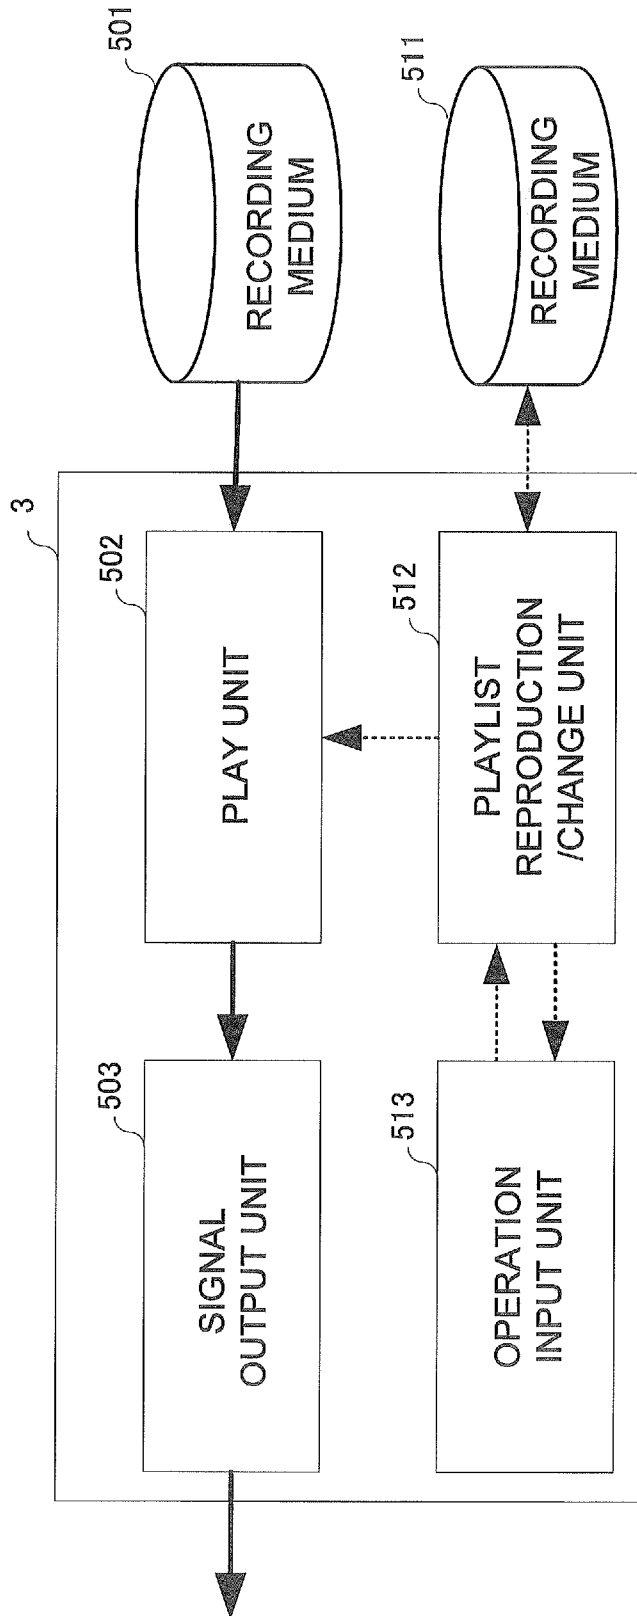 3
503
SIGNAL
OUTPUT UNIT
502
PLAY UNIT
501
RECORDING
MEDIUM
513
OPERATION
INPUT UNIT
512
PLAYLIST
REPRODUCTION
/CHANGE UNIT
511
RECORDING
MEDIUM